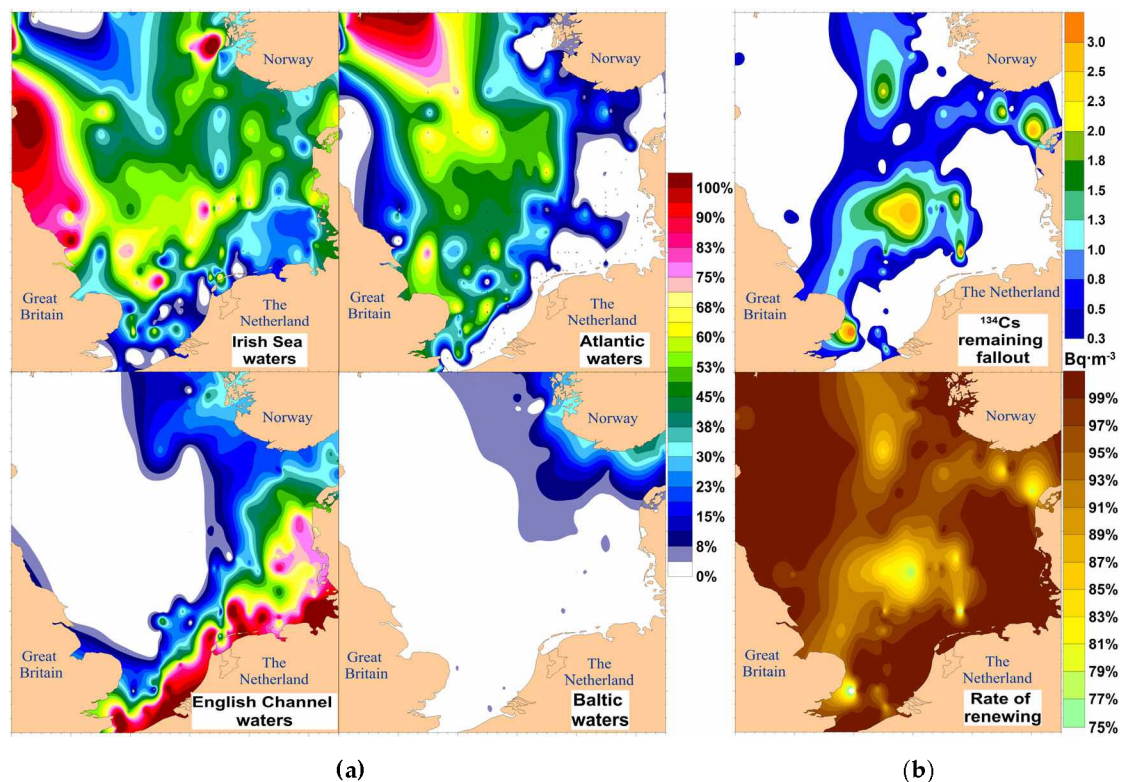 Norway
Great
Britain
The
Netherland
Irish Sea
waters
Norway
Great
Britain
The
Netherland
Atlantic
waters
100%
90%
83%
75%
68%
60%
53%
45%
38%
30%
23%
15%
8%
0%
Norway
Great
Britain
The Netherland
¹³⁴Cs
remaining
fallout
3.0
2.5
2.3
2.0
1.8
1.5
1.3
1.0
0.8
0.5
0.3
Bq·m⁻³
Norway
Great
Britain
The
Netherland
English Channel
waters
Norway
Great
Britain
The
Netherland
Baltic
waters
Norway
Great
Britain
The
Netherland
Rate of
renewing
99%
97%
95%
93%
91%
89%
87%
85%
83%
81%
79%
77%
75%
(a)
(b)